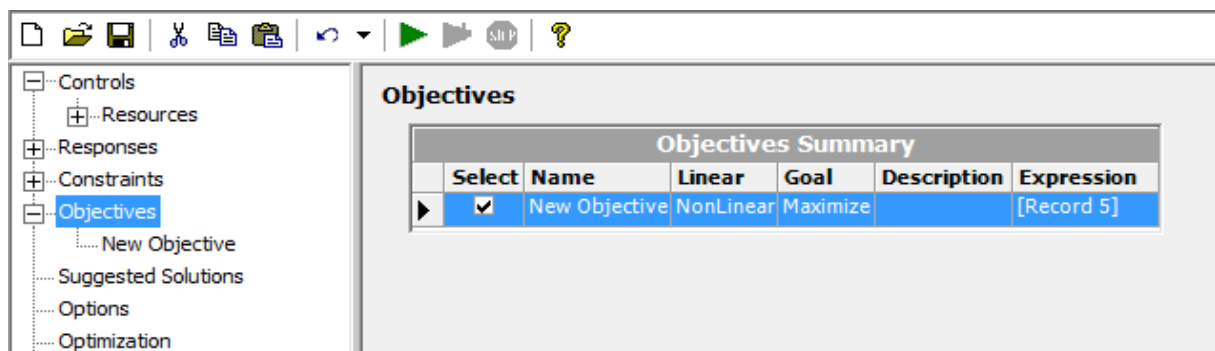 STEP
Controls
Resources
Responses
Constraints
Objectives
New Objective
Suggested Solutions
Options
Optimization
Objectives
Objectives Summary
Select Name Linear Goal Description Expression
New Objective NonLinear Maximize [Record 5]